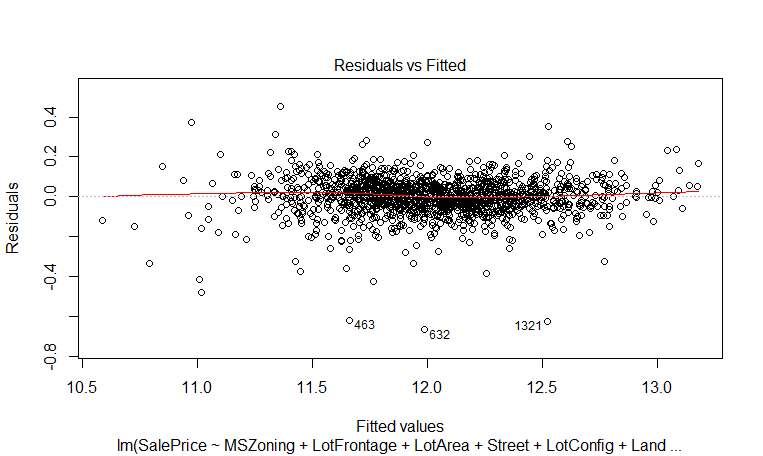 Residuals vs Fitted
Residuals
0.4
0.2
0.0
-0.4
-0.8
463
632
1321
10.5 11.0 11.5 12.0 12.5 13.0
Fitted values
lm(SalePrice ~ MSZoning + LotFrontage + LotArea + Street + LotConfig + Land ...